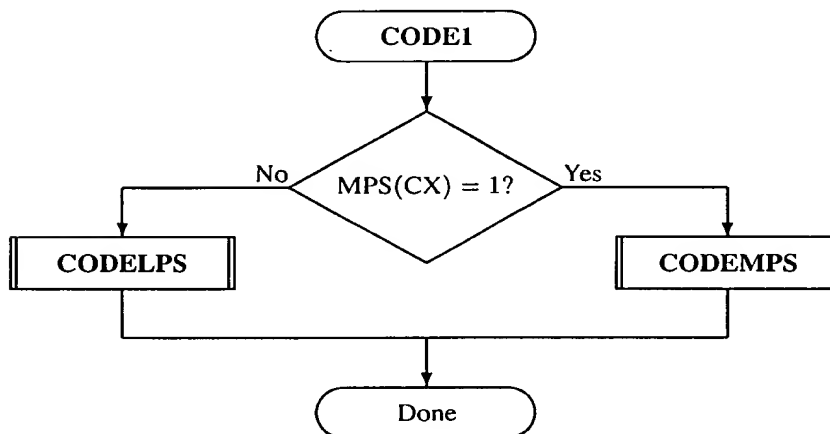 CODE1
No
MPS(CX) = 1?
Yes
CODELPS
CODEMPS
Done